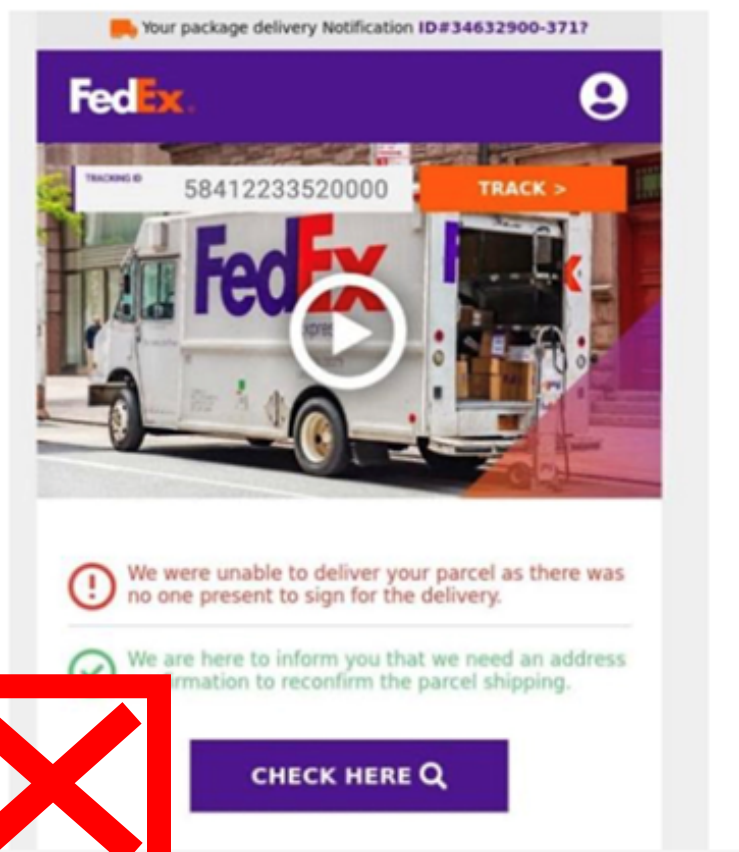 Your package delivery Notification ID#34632900-371?
FedEx
TRACKING ID
58412233520000
TRACK >
FedEx
Express
We were unable to deliver your parcel as there was
no one present to sign for the delivery.
We are here to inform you that we need an address
rmation to reconfirm the parcel shipping.
CHECK HERE